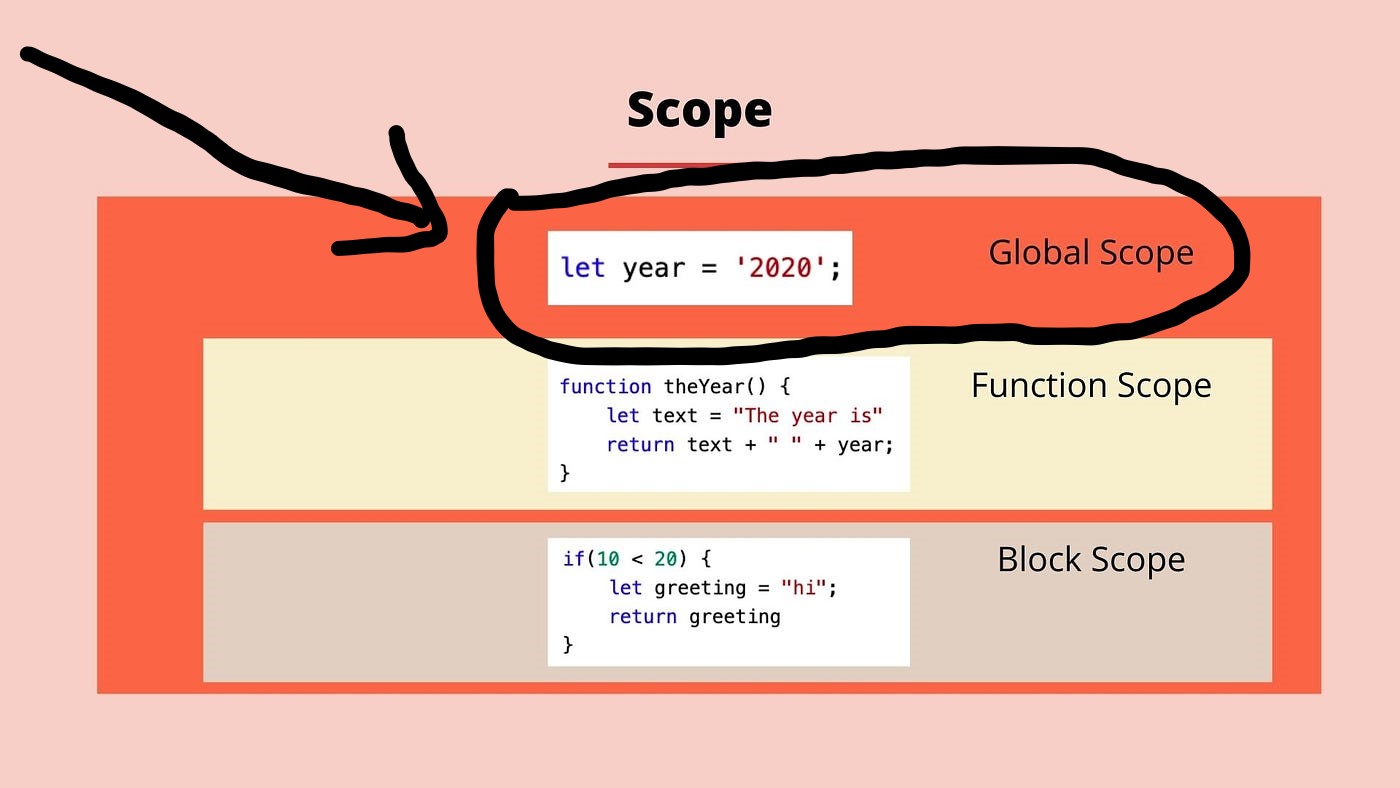 Scope
let year = '2020';
Global Scope
function theYear() {
    let text = "The year is"
    return text + " " + year;
}
Function Scope
if(10 < 20) {
    let greeting = "hi";
    return greeting
}
Block Scope